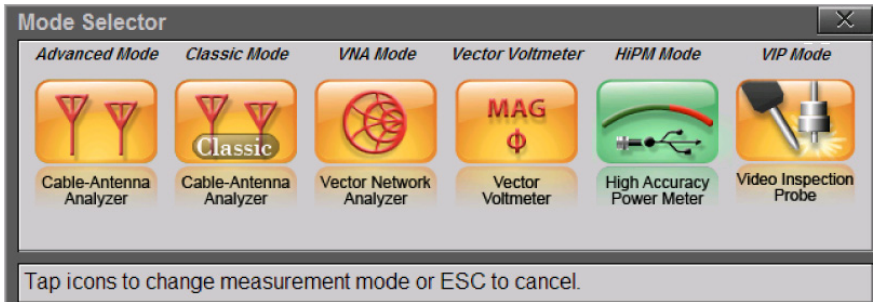 Mode Selector
Advanced Mode Classic Mode VNA Mode Vector Voltmeter HiPM Mode VIP Mode
Classic
MAG
Φ
Cable-Antenna Analyzer
Cable-Antenna Analyzer
Vector Network Analyzer
Vector Voltmeter
High Accuracy Power Meter
Video Inspection Probe
Tap icons to change measurement mode or ESC to cancel.